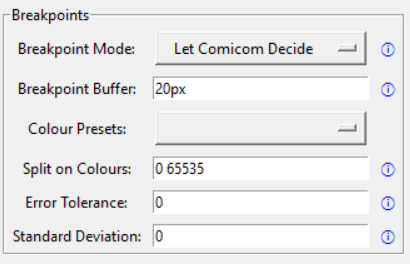 Breakpoints
Breakpoint Mode: Let Comicom Decide
Breakpoint Buffer: 20px
Colour Presets:
Split on Colours: 0 65535
Error Tolerance: 0
Standard Deviation: 0